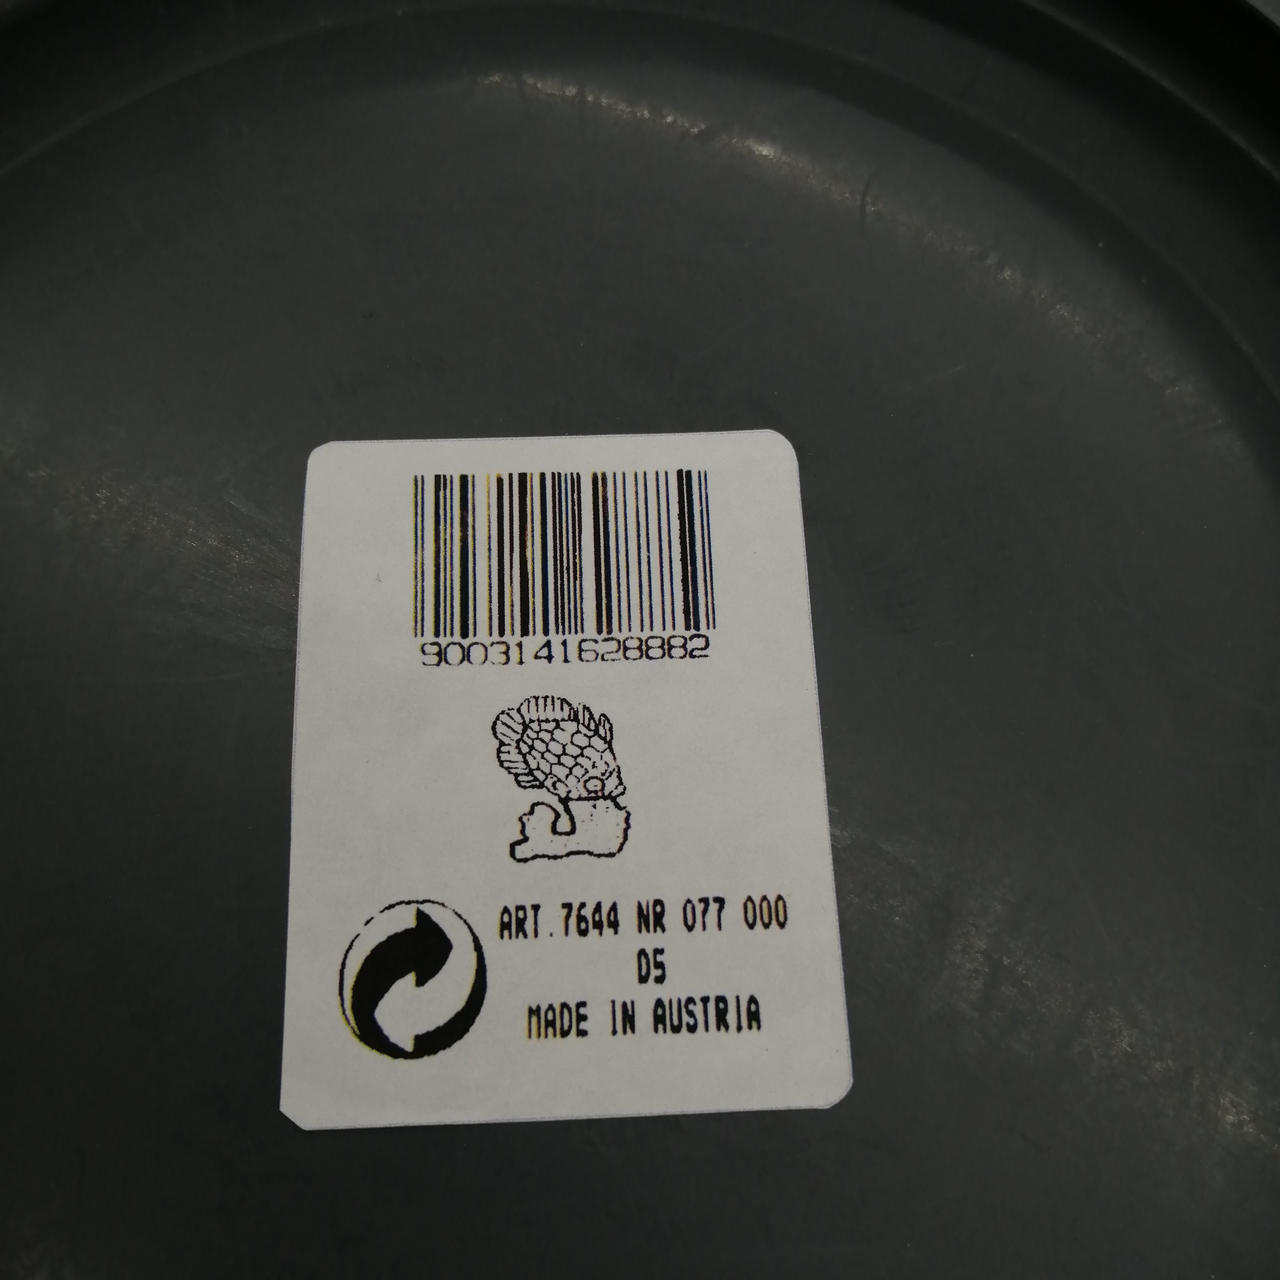 9003141628882
ART.7644 NR 077 000
D5
MADE IN AUSTRIA